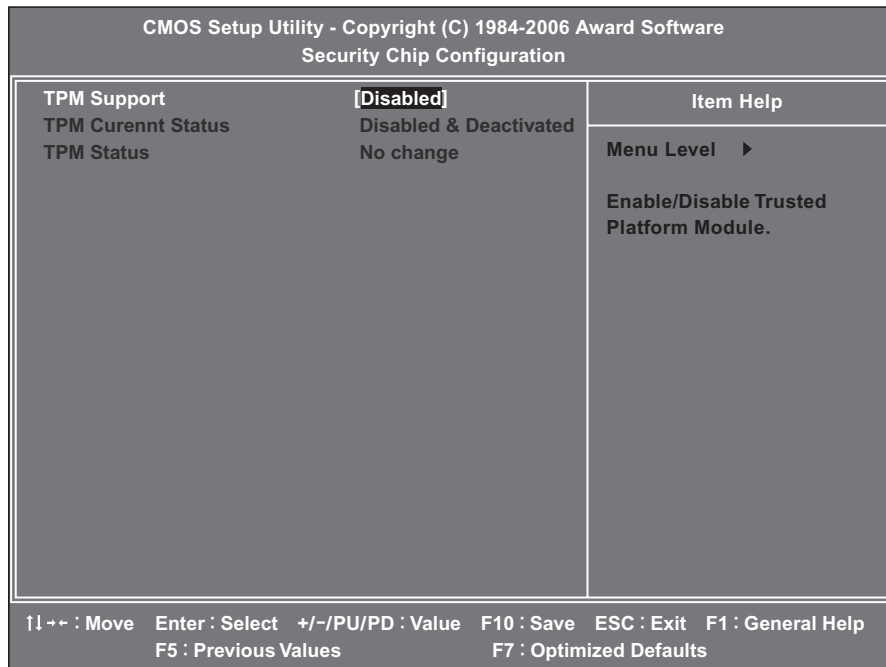 CMOS Setup Utility - Copyright (C) 1984-2006 Award Software
Security Chip Configuration
TPM Support [Disabled]
TPM Curennt Status Disabled & Deactivated
TPM Status No change
Item Help
Menu Level ▶
Enable/Disable Trusted
Platform Module.
↑↓→← : Move Enter : Select +/-/PU/PD : Value F10 : Save ESC : Exit F1 : General Help
F5 : Previous Values F7 : Optimized Defaults